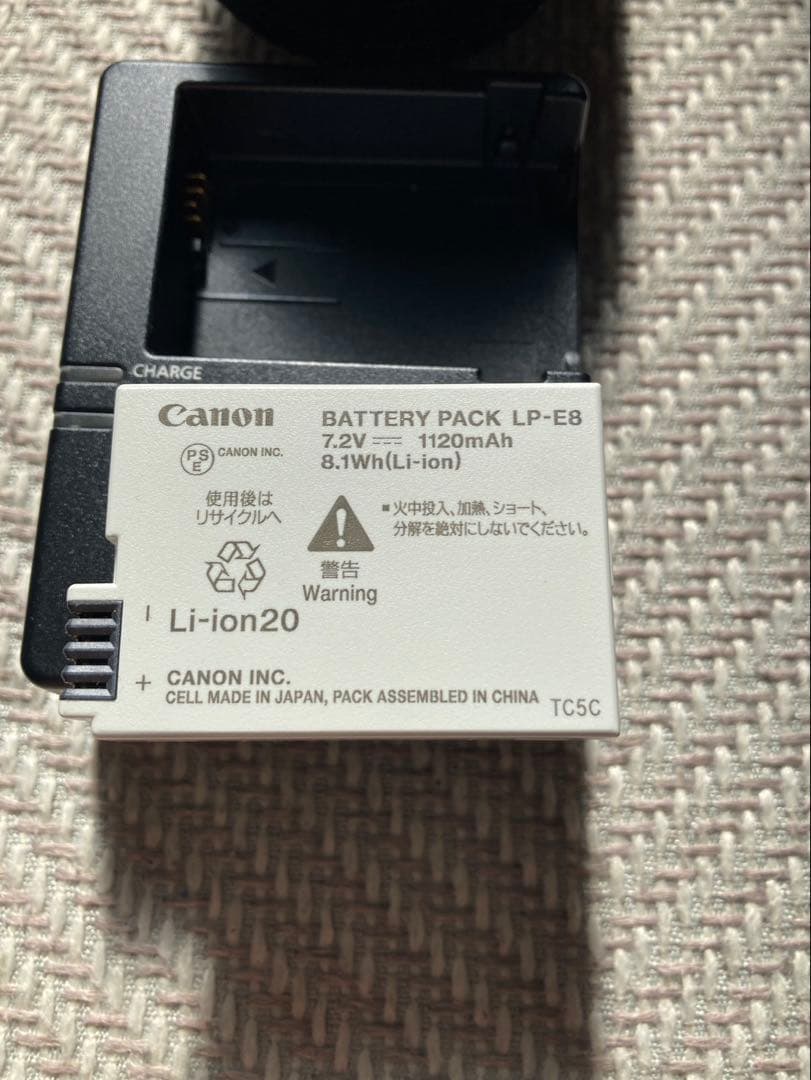 CHARGE
Canon
BATTERY PACK LP-E8
7.2V ⎓ 1120mAh
8.1Wh(Li-ion)
PS
E
CANON INC.
使用後は
リサイクルへ
■火中投入、加熱、ショート、
分解を絶対にしないでください。
警告
Warning
− Li-ion20
+ CANON INC.
CELL MADE IN JAPAN, PACK ASSEMBLED IN CHINA
TC5C